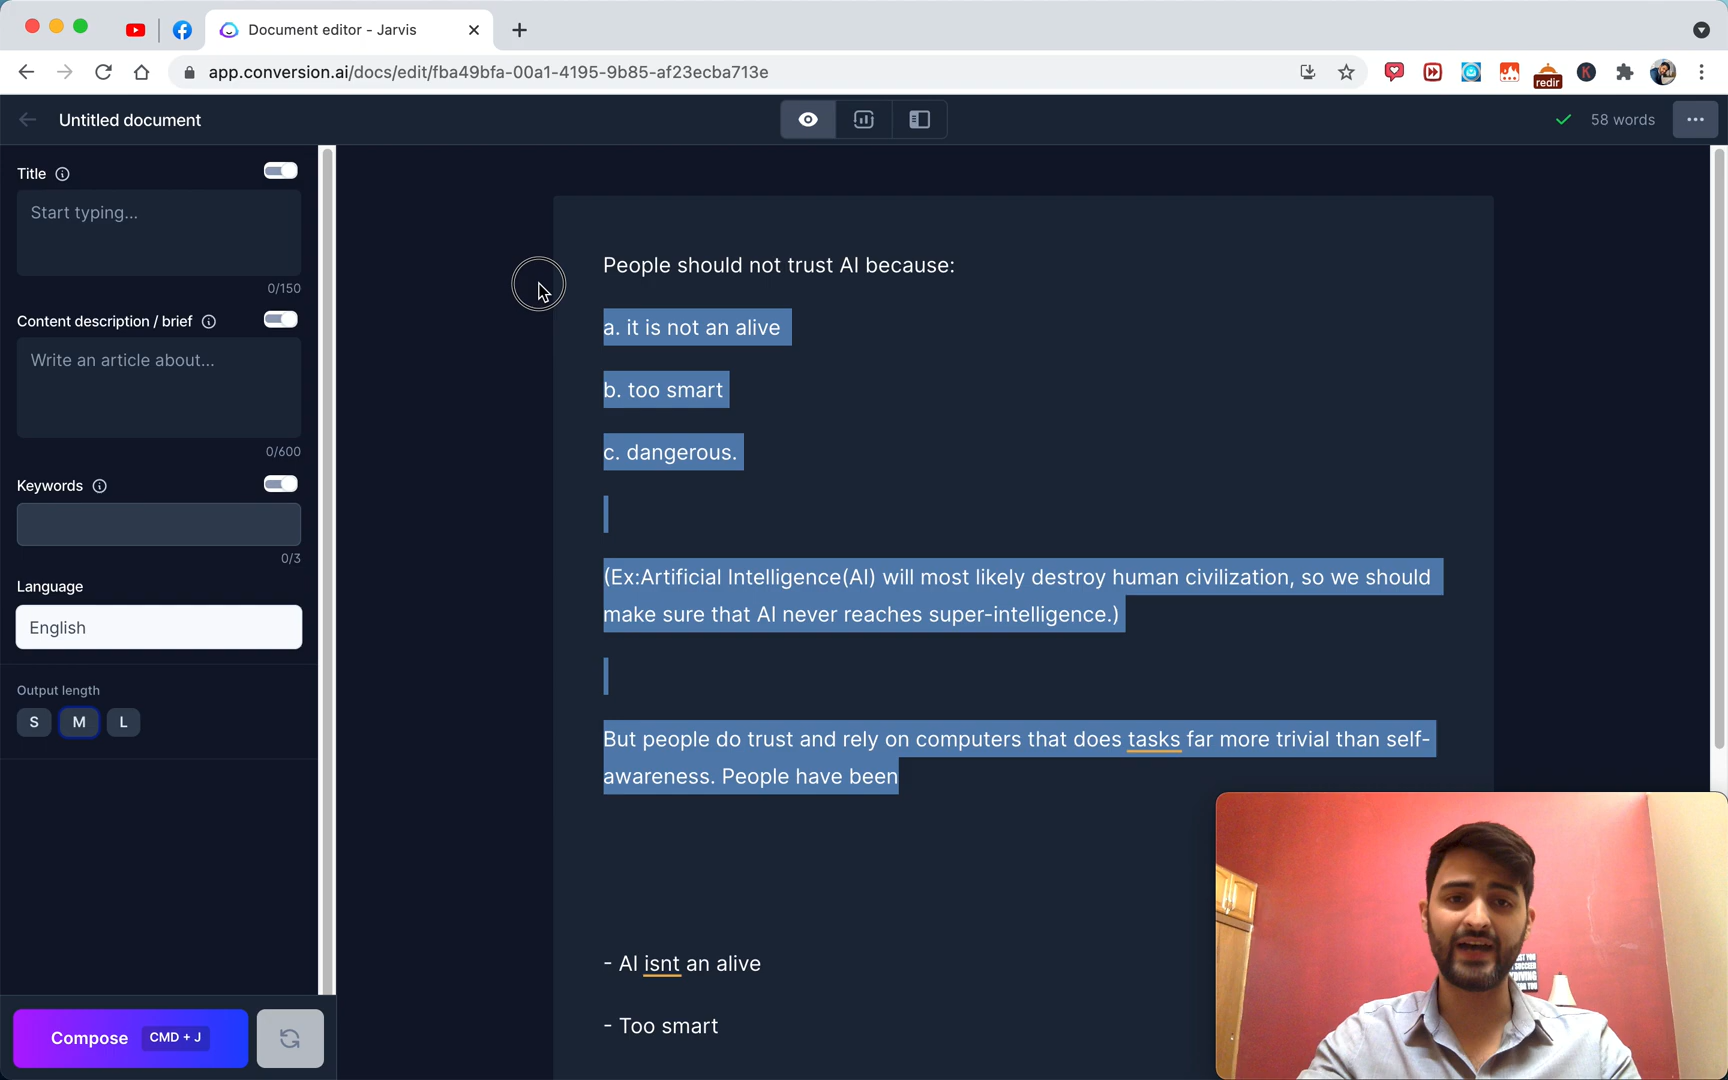 Document editor - Jarvis
app.conversion.ai/docs/edit/fba49bfa-00a1-4195-9b85-af23ecba713e
redir
K
Untitled document
58 words
Title
Start typing...
0/150
Content description / brief
Write an article about...
0/600
Keywords
0/3
Language
English
Output length
S M L
Compose CMD + J
People should not trust AI because:
a. it is not an alive
b. too smart
c. dangerous.
(Ex:Artificial Intelligence(AI) will most likely destroy human civilization, so we should
make sure that AI never reaches super-intelligence.)
But people do trust and rely on computers that does tasks far more trivial than self-
awareness. People have been
- AI isnt an alive
- Too smart